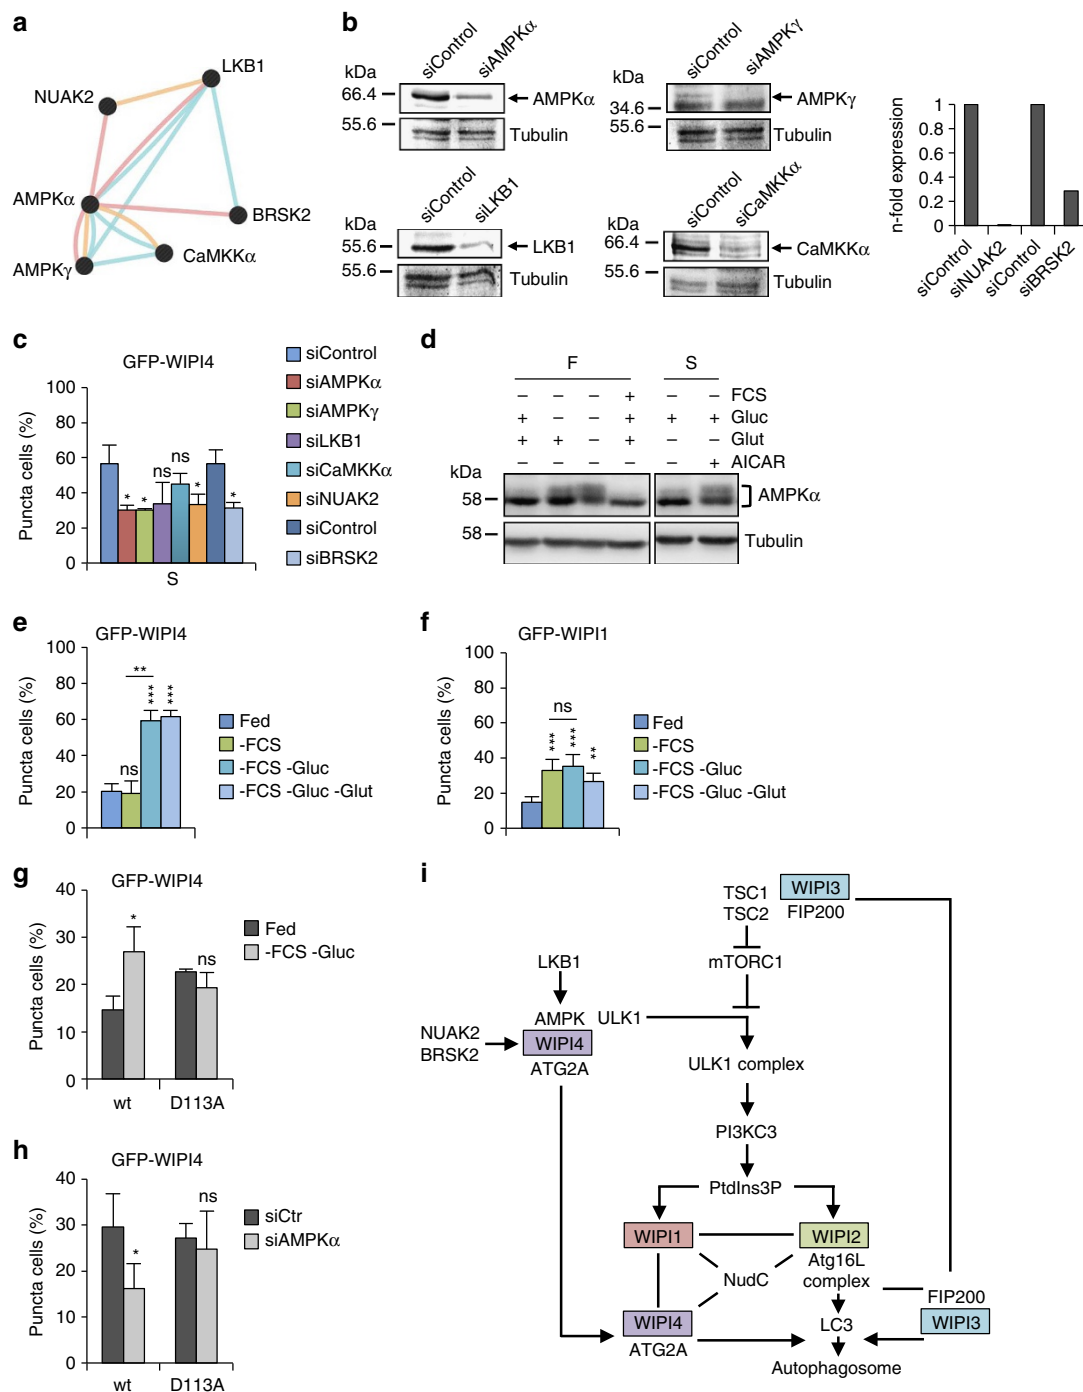 a
LKB1
NUAK2
AMPKα
BRSK2
CaMKKα
AMPKγ
b
siControl
siAMPKα
kDa
66.4
AMPKα
55.6
Tubulin
siControl
siAMPKγ
kDa
34.6
AMPKγ
55.6
Tubulin
siControl
siLKB1
55.6
LKB1
55.6
Tubulin
siControl
siCaMKKα
66.4
CaMKKα
55.6
Tubulin
n-fold expression
1
0.8
0.6
0.4
0.2
0
siControl
siNUAK2
siControl
siBRSK2
c
GFP-WIPI4
Puncta cells (%)
100
80
60
40
20
0
* * ns ns * *
S
siControl
siAMPKα
siAMPKγ
siLKB1
siCaMKKα
siNUAK2
siControl
siBRSK2
d
F S
– – – + – – FCS
+ – – + + + Gluc
+ + – + – – Glut
– – – – – + AICAR
kDa
58
AMPKα
58
Tubulin
e
GFP-WIPI4
Puncta cells (%)
100
80
60
40
20
0
**
ns *** ***
Fed
-FCS
-FCS -Gluc
-FCS -Gluc -Glut
f
GFP-WIPI1
Puncta cells (%)
100
80
60
40
20
0
ns
*** *** **
Fed
-FCS
-FCS -Gluc
-FCS -Gluc -Glut
g
GFP-WIPI4
Puncta cells (%)
40
30
20
10
0
* ns
wt D113A
Fed
-FCS -Gluc
h
GFP-WIPI4
Puncta cells (%)
40
30
20
10
0
* ns
wt D113A
siCtr
siAMPKα
i
TSC1
TSC2
WIPI3
FIP200
mTORC1
LKB1
AMPK
WIPI4
ATG2A
ULK1
NUAK2
BRSK2
ULK1 complex
PI3KC3
PtdIns3P
WIPI1
WIPI2
Atg16L
complex
NudC
WIPI4
ATG2A
FIP200
WIPI3
LC3
Autophagosome